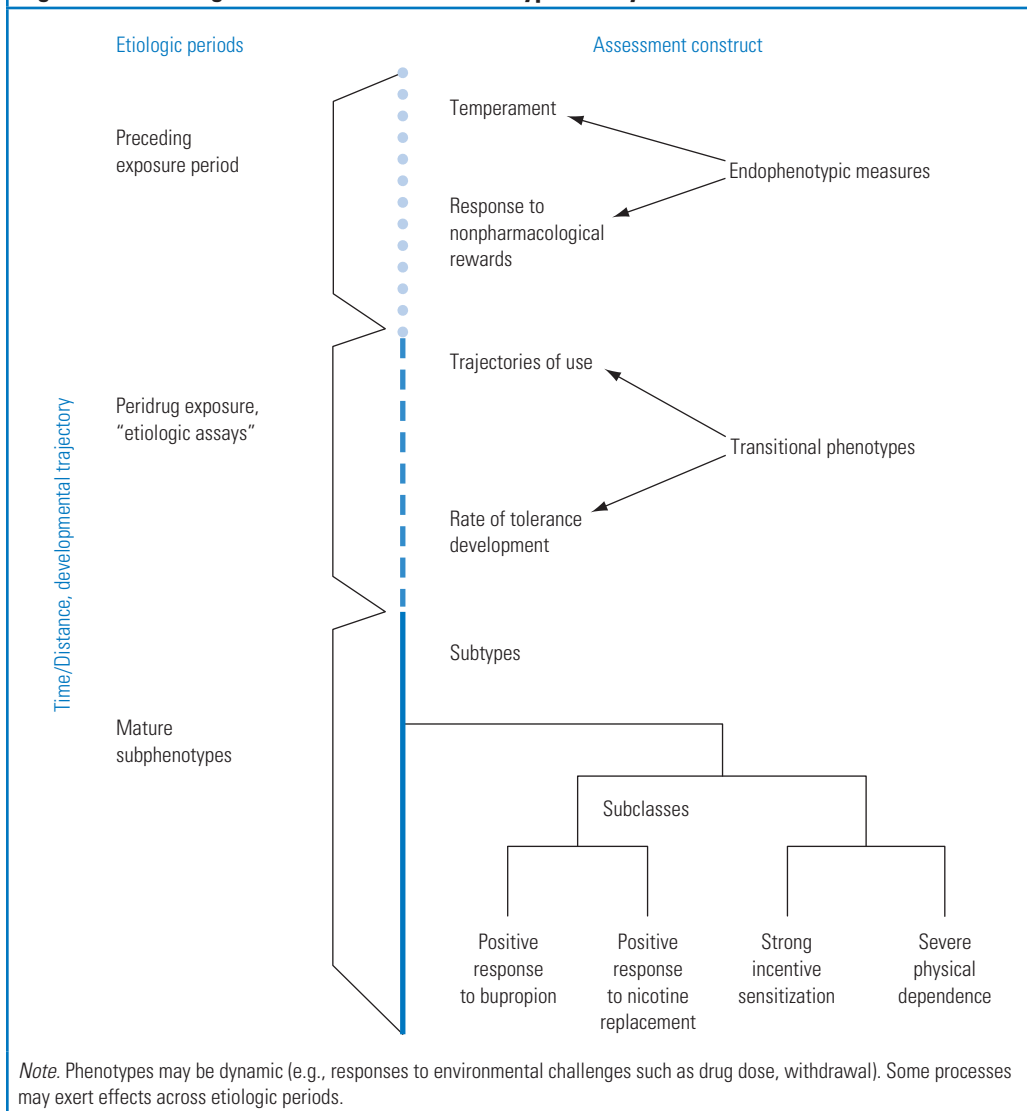 Etiologic periods
Assessment construct
Temperament
Preceding
exposure period
Endophenotypic measures
Response to
nonpharmacological
rewards
Trajectories of use
Peridrug exposure,
“etiologic assays”
Transitional phenotypes
Rate of tolerance
development
Time/Distance, developmental trajectory
Subtypes
Mature
subphenotypes
Subclasses
Positive
response
to bupropion
Positive
response
to nicotine
replacement
Strong
incentive
sensitization
Severe
physical
dependence
Note. Phenotypes may be dynamic (e.g., responses to environmental challenges such as drug dose, withdrawal). Some processes
may exert effects across etiologic periods.